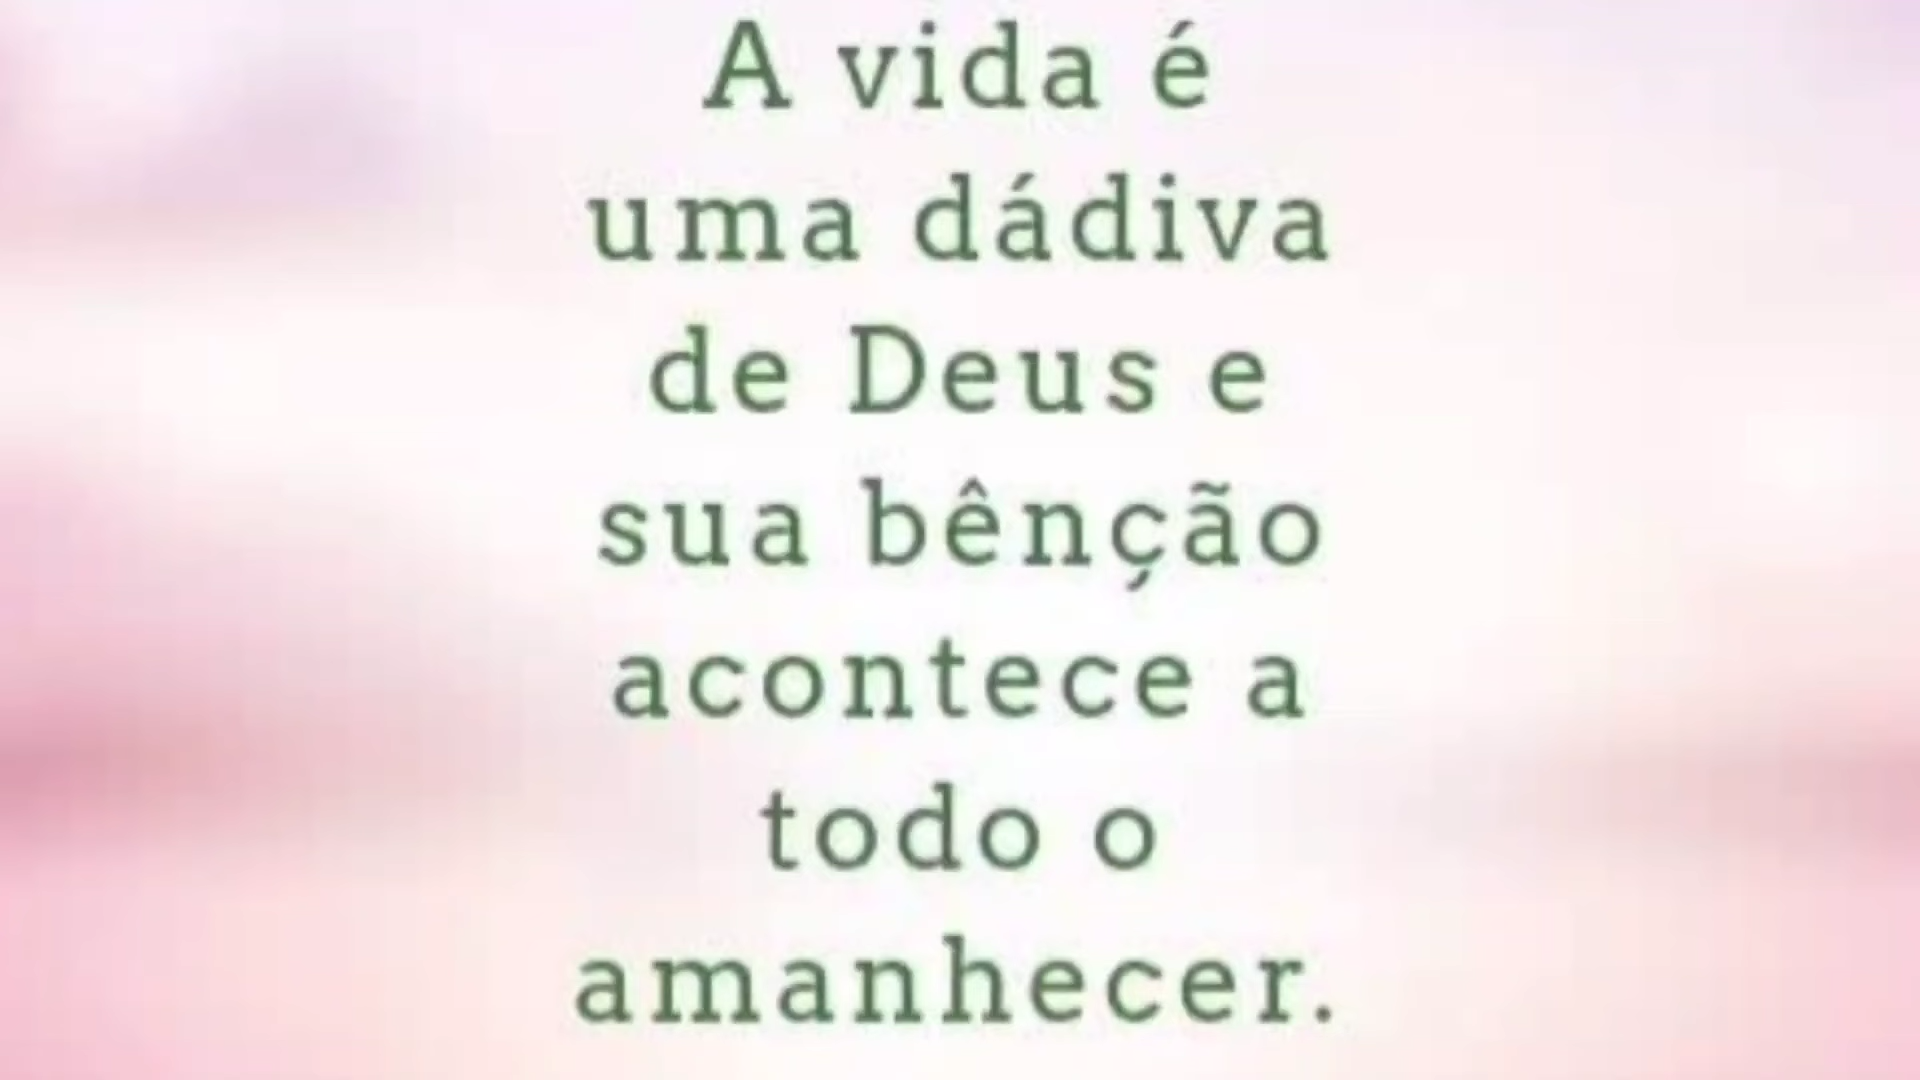 A vida é
uma dádiva
de Deus e
sua bênção
acontece a
todo o
amanhecer.